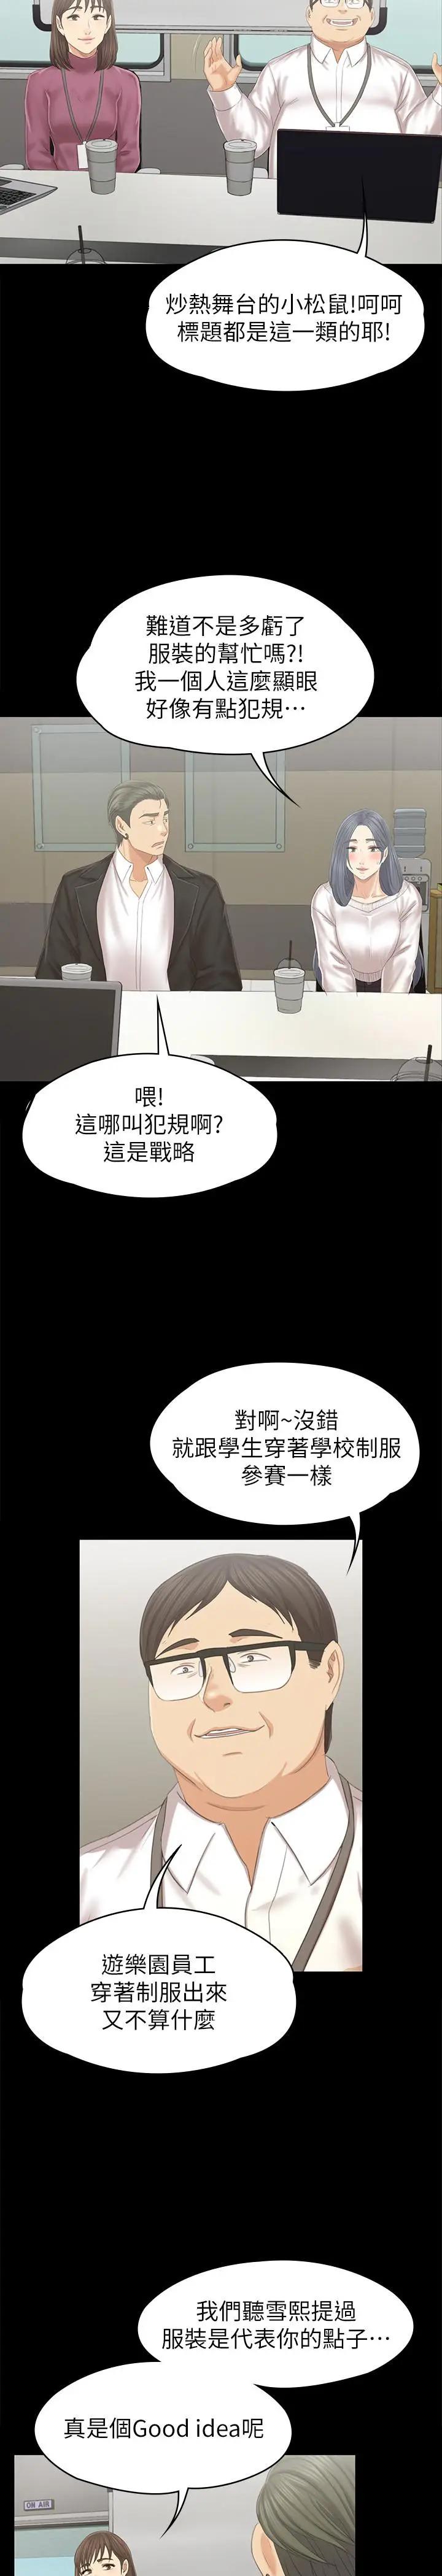 炒熱舞台的小松鼠!呵呵
標題都是這一類的耶!
難道不是多虧了
服裝的幫忙嗎?!
我一個人這麼顯眼
好像有點犯規…
喂!
這哪叫犯規啊?
這是戰略
對啊~沒錯
就跟學生穿著學校制服
參賽一樣
遊樂園員工
穿著制服出來
又不算什麼
我們聽雪熙提過
服裝是代表你的點子…
真是個Good idea呢
ON AIR